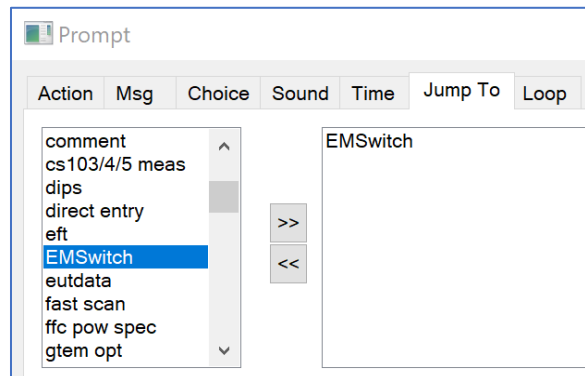 Prompt
Action Msg Choice Sound Time Jump To Loop
comment
cs103/4/5 meas
dips
direct entry
eft
EMSwitch
eutdata
fast scan
ffc pow spec
gtem opt
>>
<<
EMSwitch